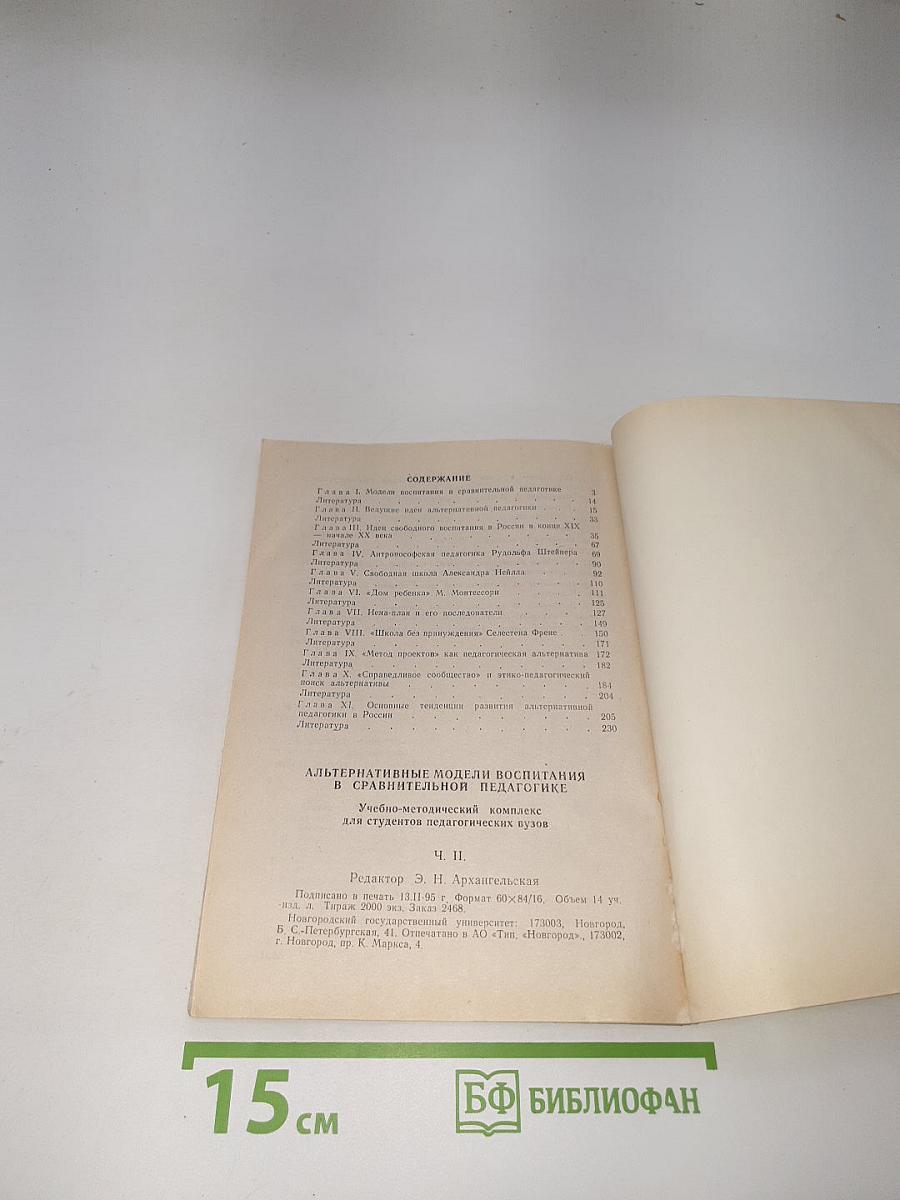 СОДЕРЖАНИЕ
Глава I. Модели воспитания в сравнительной педагогике 3
Литература . . . . . . . . . . 14
Глава II. Ведущие идеи альтернативной педагогики . . 15
Литература . . . . . . . . . . 33
Глава III. Идеи свободного воспитания в России в конце XIX
— начале XX века . . . . . . . . . 35
Литература . . . . . . . . . . 67
Глава IV. Антропософская педагогика Рудольфа Штейнера 69
Литература . . . . . . . . . . 90
Глава V. Свободная школа Александра Нейлла . . . 92
Литература . . . . . . . . . . 110
Глава VI. «Дом ребенка» М. Монтессори . . . . 111
Литература . . . . . . . . . . 125
Глава VII. Иена-план и его последователи . . . . 127
Литература . . . . . . . . . . 149
Глава VIII. «Школа без принуждения» Селестена Френе . . 150
Литература . . . . . . . . . . 171
Глава IX. «Метод проектов» как педагогическая альтернатива 172
Литература . . . . . . . . . . 182
Глава X. «Справедливое сообщество» и этико-педагогический
поиск альтернативы . . . . . . . . . 184
Литература . . . . . . . . . . 204
Глава XI. Основные тенденции развития альтернативной
педагогики в России . . . . . . . . . 205
Литература . . . . . . . . . . 230
АЛЬТЕРНАТИВНЫЕ МОДЕЛИ ВОСПИТАНИЯ
В СРАВНИТЕЛЬНОЙ ПЕДАГОГИКЕ
Учебно-методический комплекс
для студентов педагогических вузов
Ч. II.
Редактор Э. Н. Архангельская
Подписано в печать 13.II-95 г. Формат 60×84/16. Объем 14 уч.
-изд. л. Тираж 2000 экз. Заказ 2468.
Новгородский государственный университет: 173003, Новгород,
Б. С.-Петербургская, 41. Отпечатано в АО «Тип. «Новгород», 173002,
г. Новгород, пр. К. Маркса, 4.
15 см
БФ БИБЛИОФАН